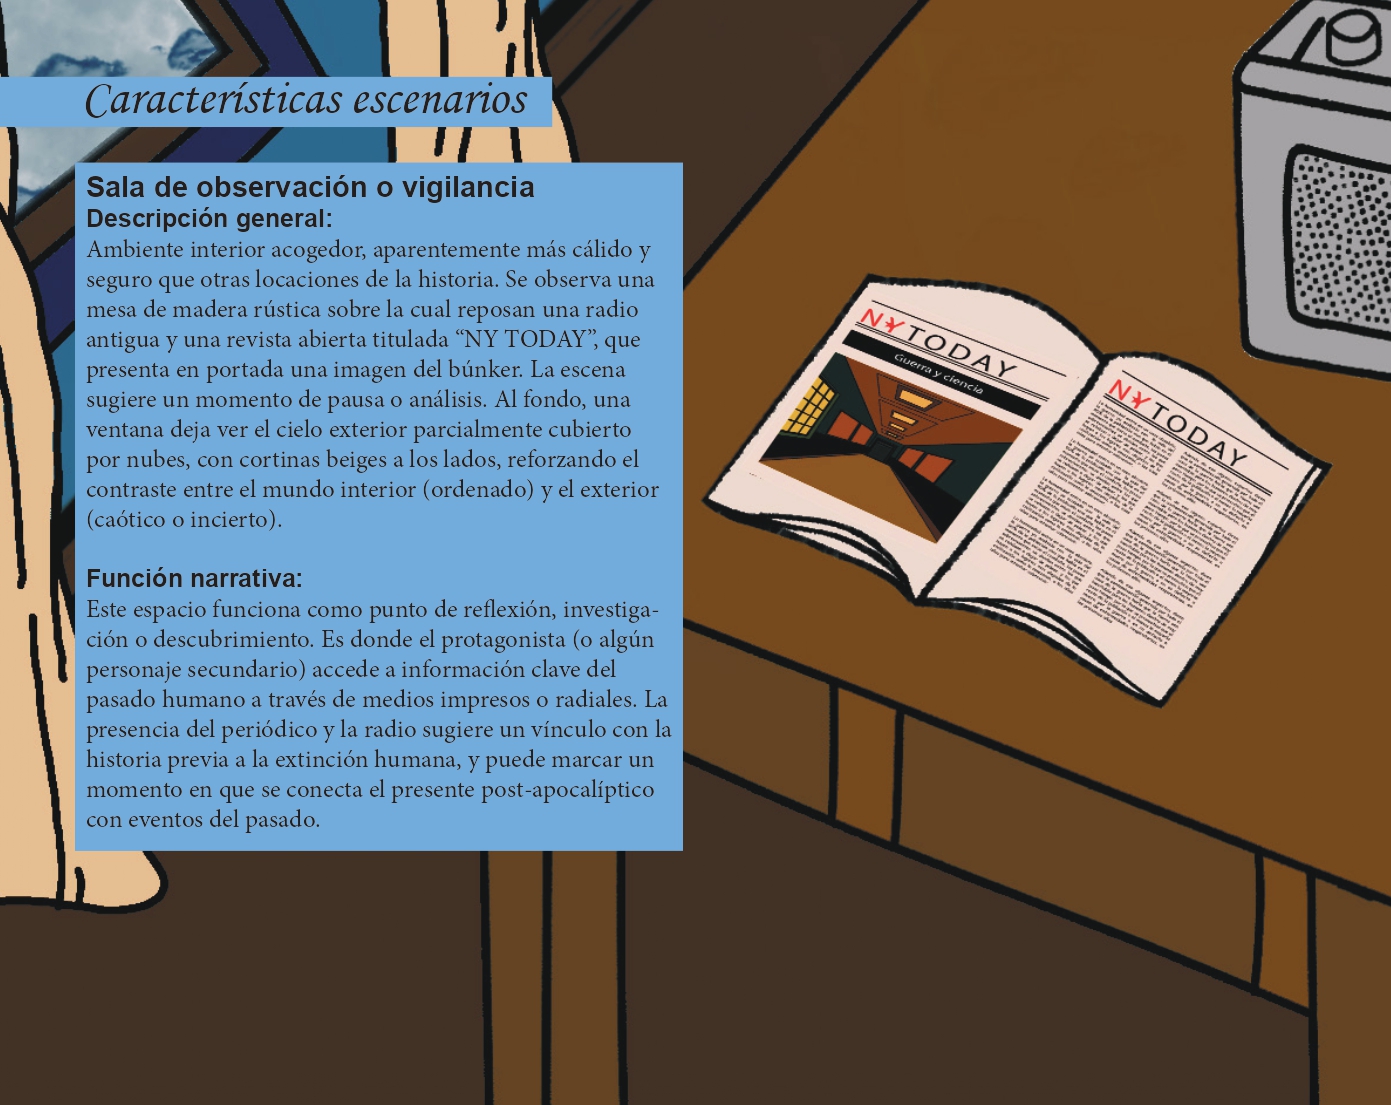 Características escenarios
Sala de observación o vigilancia
Descripción general:
Ambiente interior acogedor, aparentemente más cálido y
seguro que otras locaciones de la historia. Se observa una
mesa de madera rústica sobre la cual reposan una radio
antigua y una revista abierta titulada “NY TODAY”, que
presenta en portada una imagen del búnker. La escena
sugiere un momento de pausa o análisis. Al fondo, una
ventana deja ver el cielo exterior parcialmente cubierto
por nubes, con cortinas beiges a los lados, reforzando el
contraste entre el mundo interior (ordenado) y el exterior
(caótico o incierto).
Función narrativa:
Este espacio funciona como punto de reflexión, investiga-
ción o descubrimiento. Es donde el protagonista (o algún
personaje secundario) accede a información clave del
pasado humano a través de medios impresos o radiales. La
presencia del periódico y la radio sugiere un vínculo con la
historia previa a la extinción humana, y puede marcar un
momento en que se conecta el presente post-apocalíptico
con eventos del pasado.
NY TODAY
Guerra y ciencia
NY TODAY